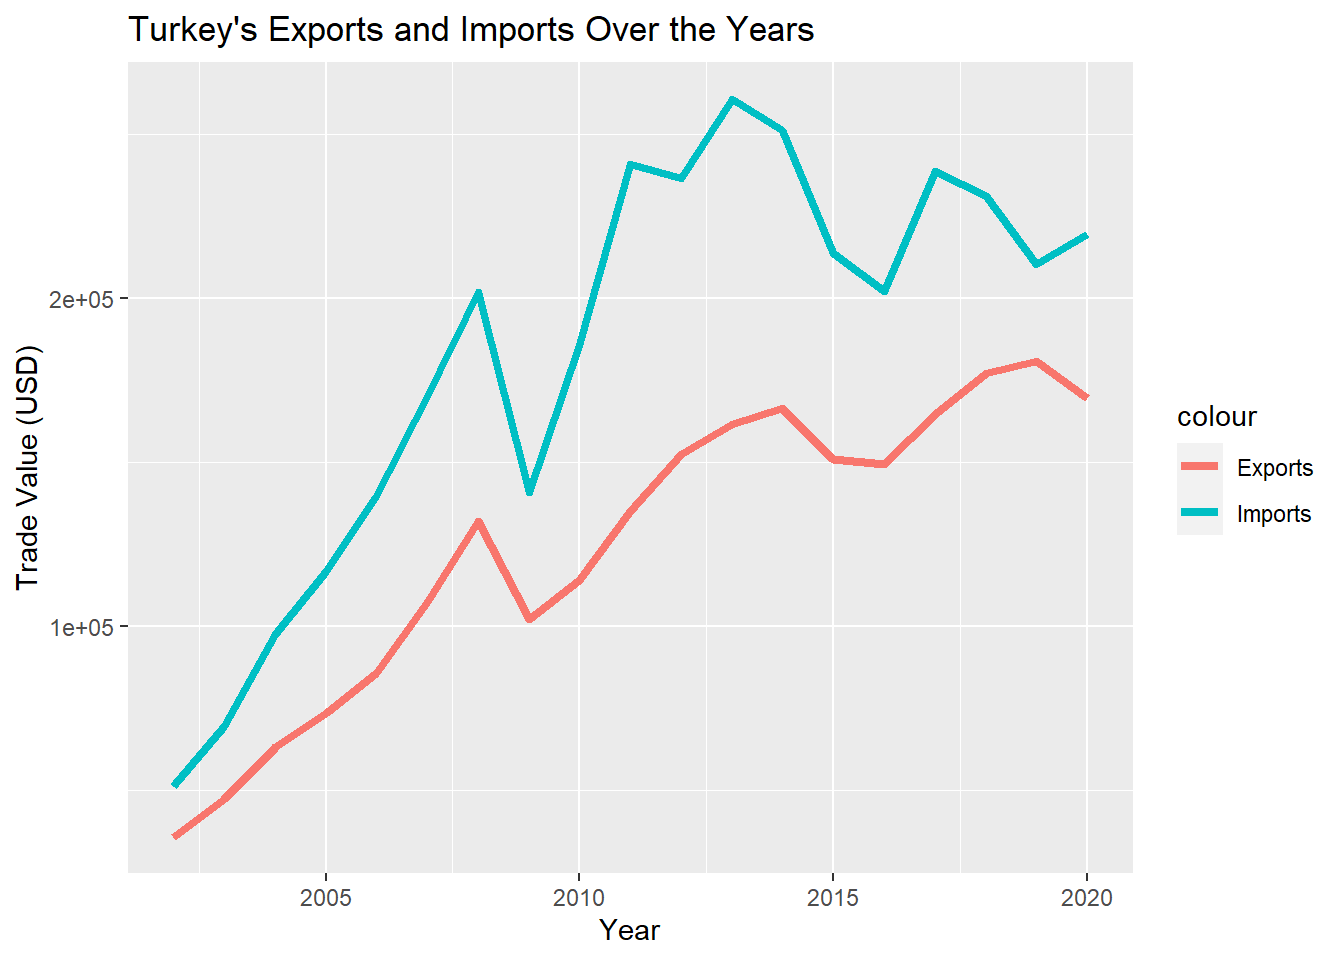 Turkey's Exports and Imports Over the Years
Trade Value (USD)
2e+05
1e+05
2005
2010
2015
2020
Year
colour
Exports
Imports